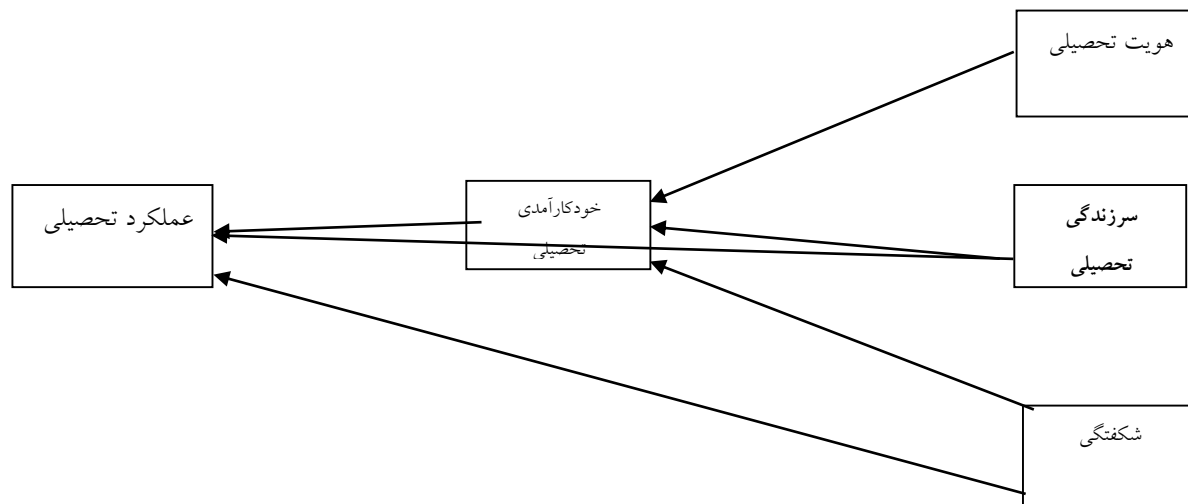 هویت تحصیلی
سرزندگی
تحصیلی
خودکارآمدی
تحصیلی
عملکرد تحصیلی
شکفتگی